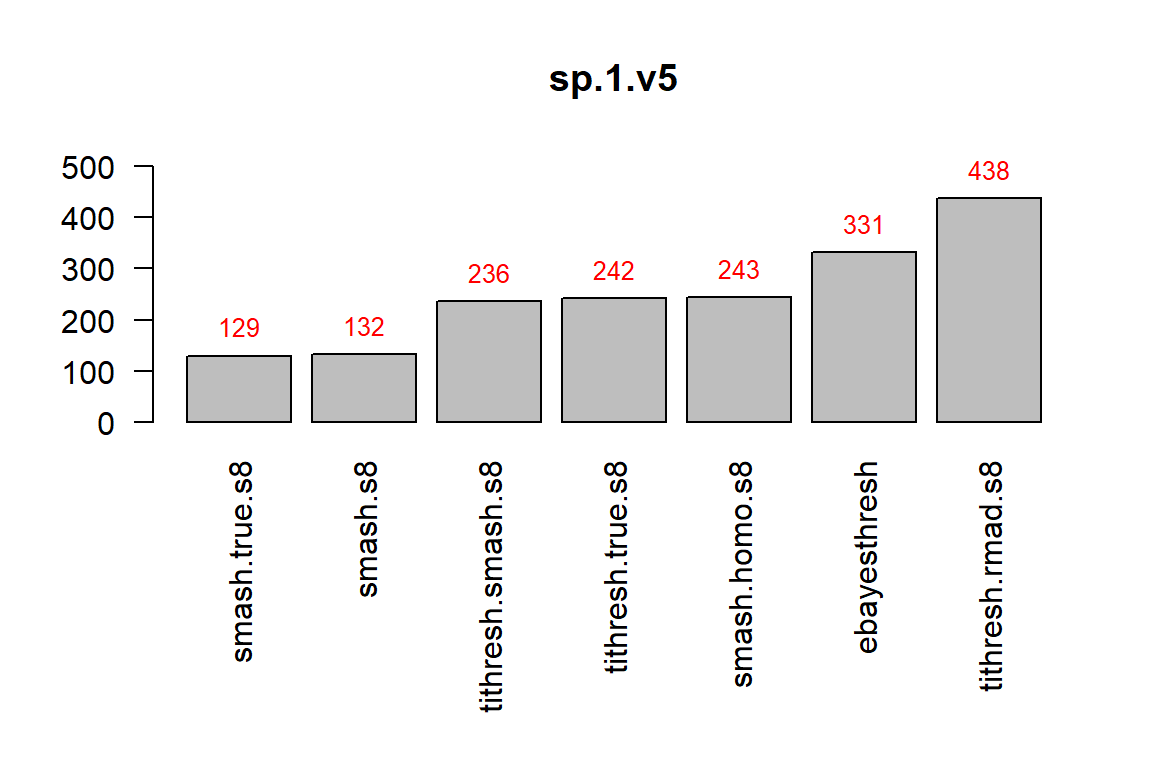 sp.1.v5
500
400
300
200
100
0
129
132
236
242
243
331
438
smash.true.s8
smash.s8
tithresh.smash.s8
tithresh.true.s8
smash.homo.s8
ebayesthresh
tithresh.rmad.s8